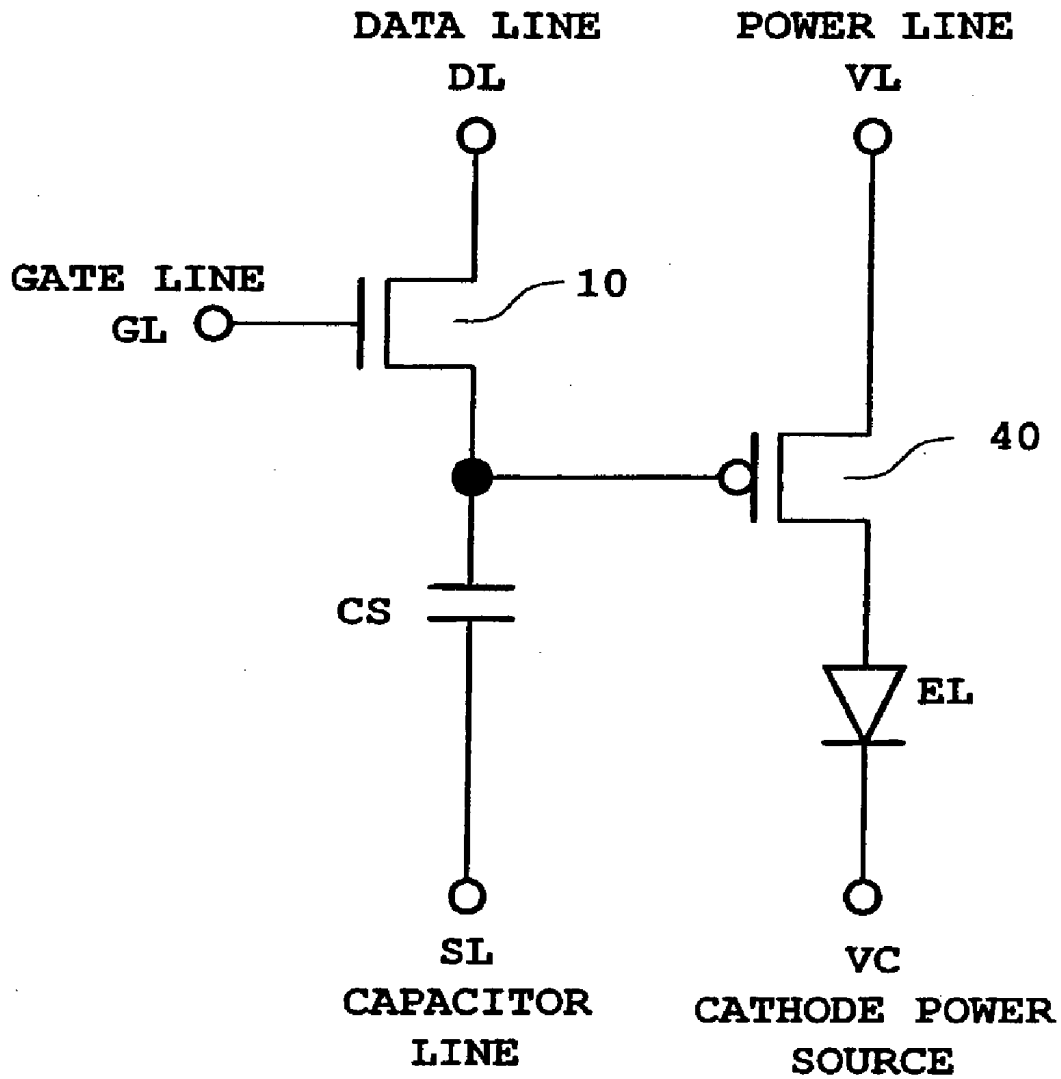 DATA LINE
DL
POWER LINE
VL
GATE LINE
GL
10
40
CS
EL
SL
CAPACITOR
LINE
VC
CATHODE POWER
SOURCE